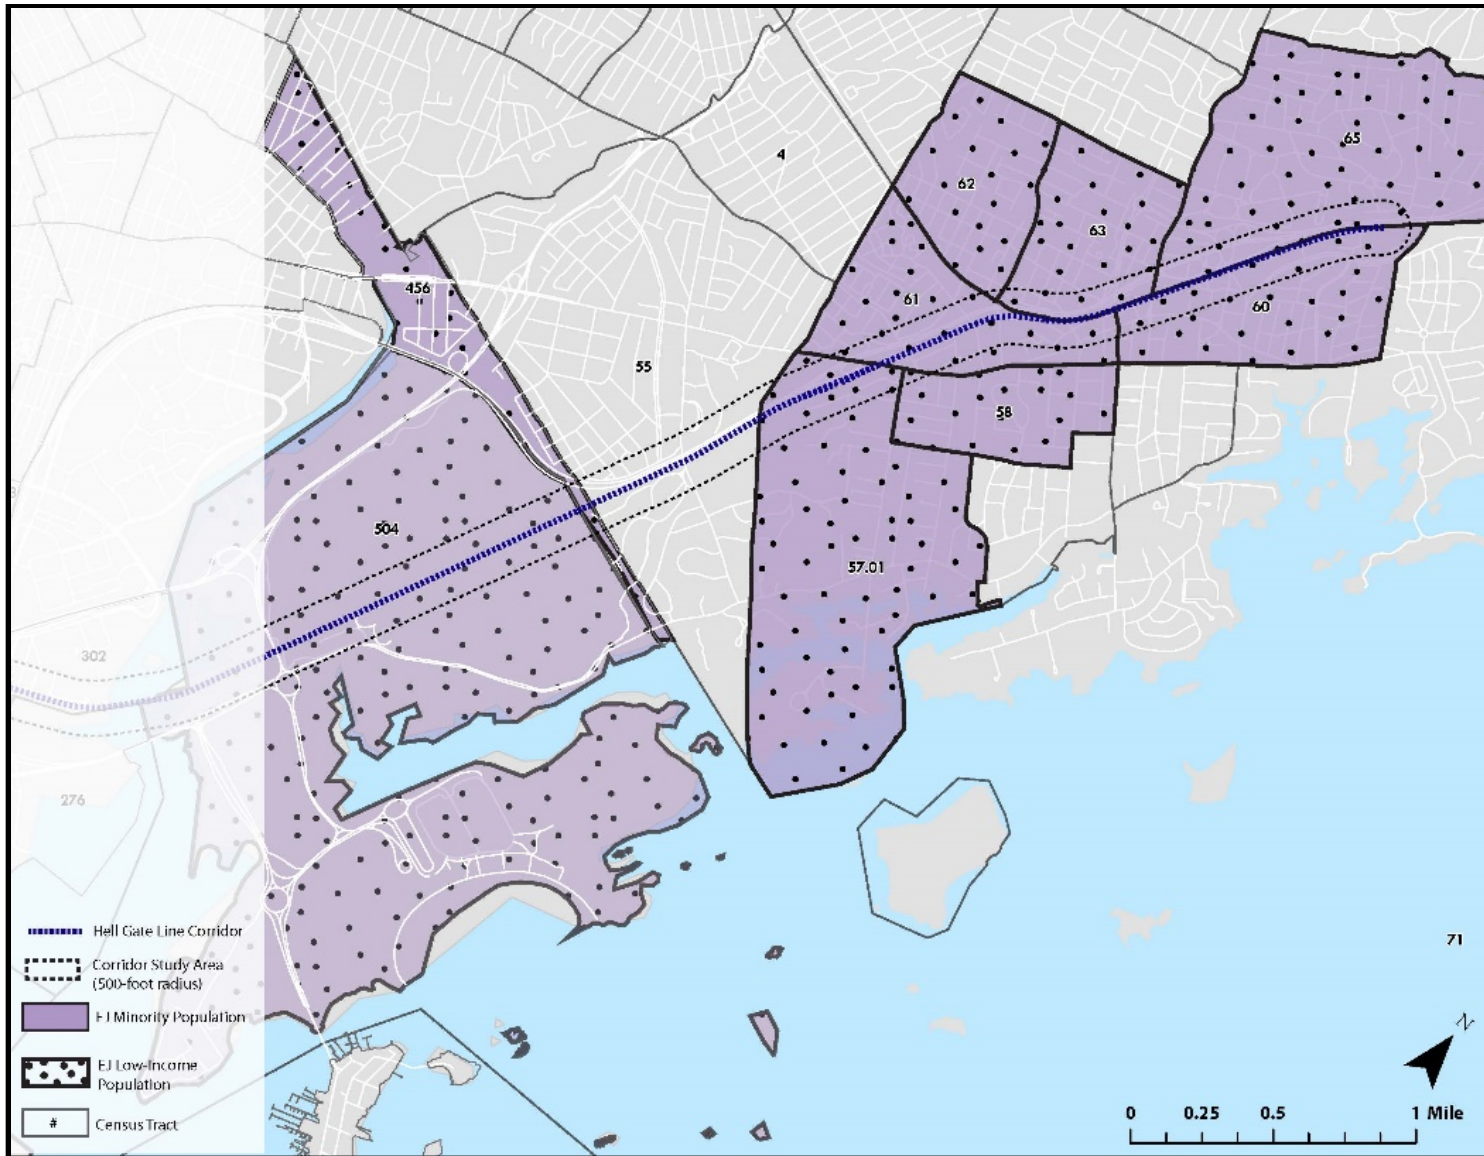 4
65
62
63
456
61
60
55
58
504
57.01
302
276
Hell Gate Line Corridor
Corridor Study Area
(500-foot radius)
EJ Minority Population
EJ Low-Income
Population
# Census Tract
71
N
0 0.25 0.5 1 Mile